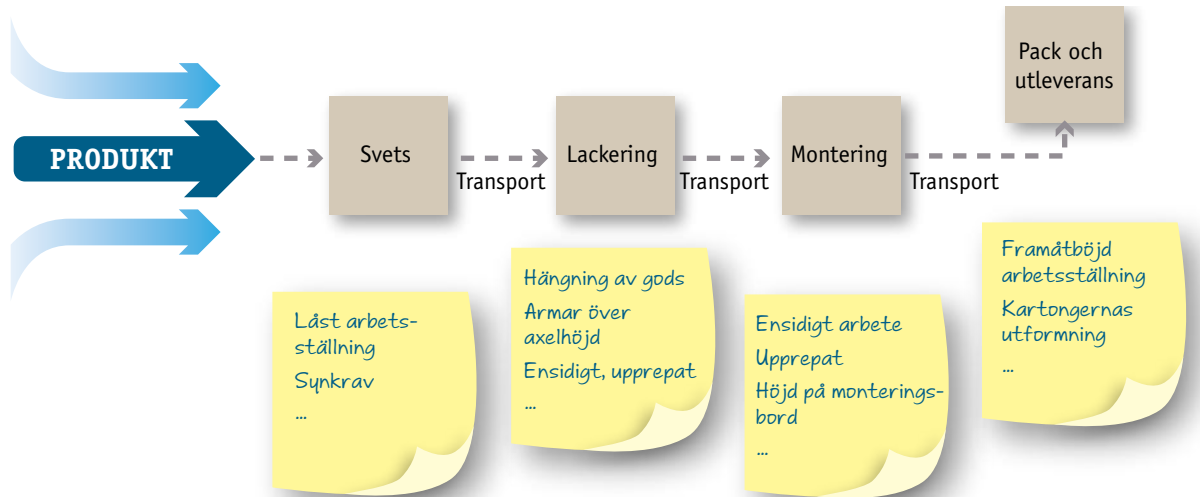 PRODUKT
Svets
Transport
Lackering
Transport
Montering
Transport
Pack och
utleverans
Låst arbets-
ställning
Synkrav
...
Hängning av gods
Armar över
axelhöjd
Ensidigt, upprepat
...
Ensidigt arbete
Upprepat
Höjd på monterings-
bord
...
Framåtböjd
arbetsställning
Kartongernas
utformning
...